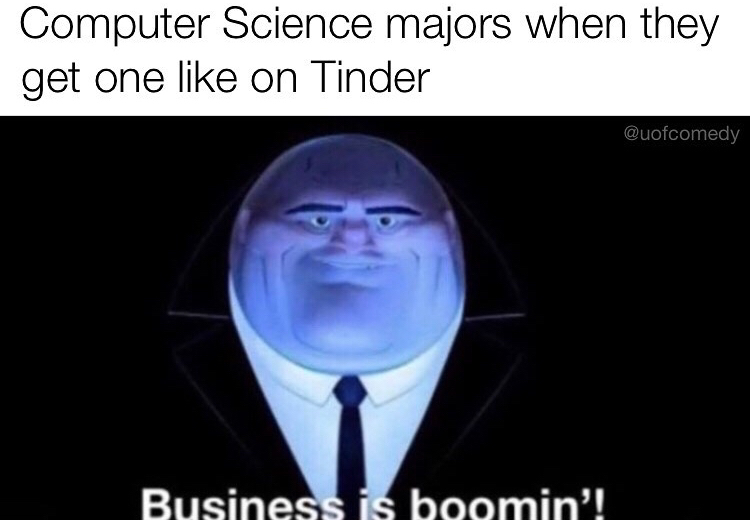 Computer Science majors when they
get one like on Tinder
@uofcomedy
Business is boomin'!